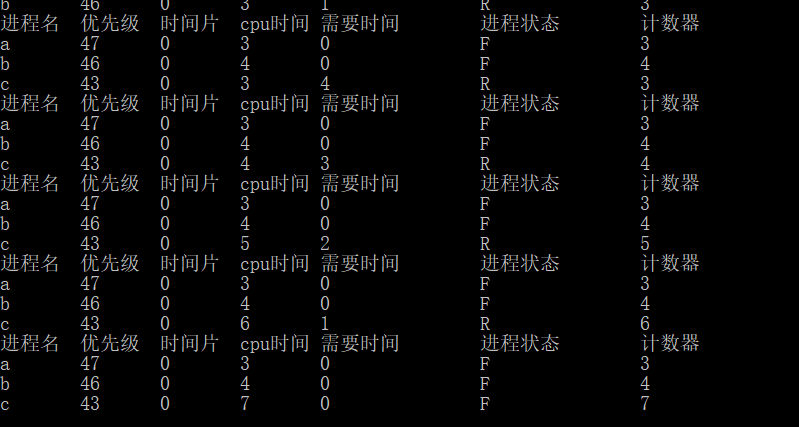 b 46 0 3 1 R 3
进程名 优先级 时间片 cpu时间 需要时间 进程状态 计数器
a 47 0 3 0 F 3
b 46 0 4 0 F 4
c 43 0 3 4 R 3
进程名 优先级 时间片 cpu时间 需要时间 进程状态 计数器
a 47 0 3 0 F 3
b 46 0 4 0 F 4
c 43 0 4 3 R 4
进程名 优先级 时间片 cpu时间 需要时间 进程状态 计数器
a 47 0 3 0 F 3
b 46 0 4 0 F 4
c 43 0 5 2 R 5
进程名 优先级 时间片 cpu时间 需要时间 进程状态 计数器
a 47 0 3 0 F 3
b 46 0 4 0 F 4
c 43 0 6 1 R 6
进程名 优先级 时间片 cpu时间 需要时间 进程状态 计数器
a 47 0 3 0 F 3
b 46 0 4 0 F 4
c 43 0 7 0 F 7